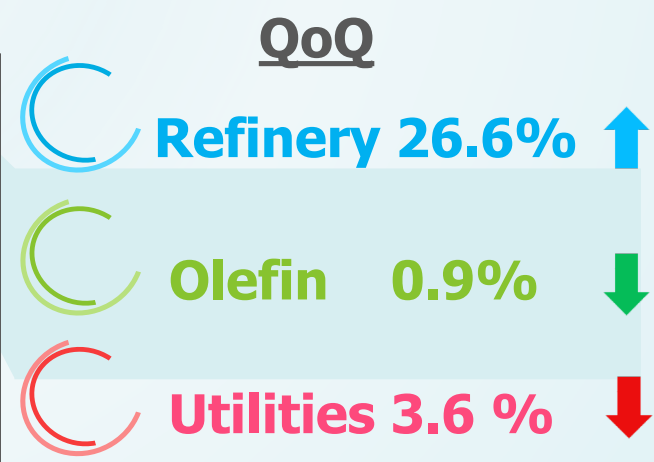 QoQ
Refinery 26.6%
Olefin 0.9%
Utilities 3.6 %